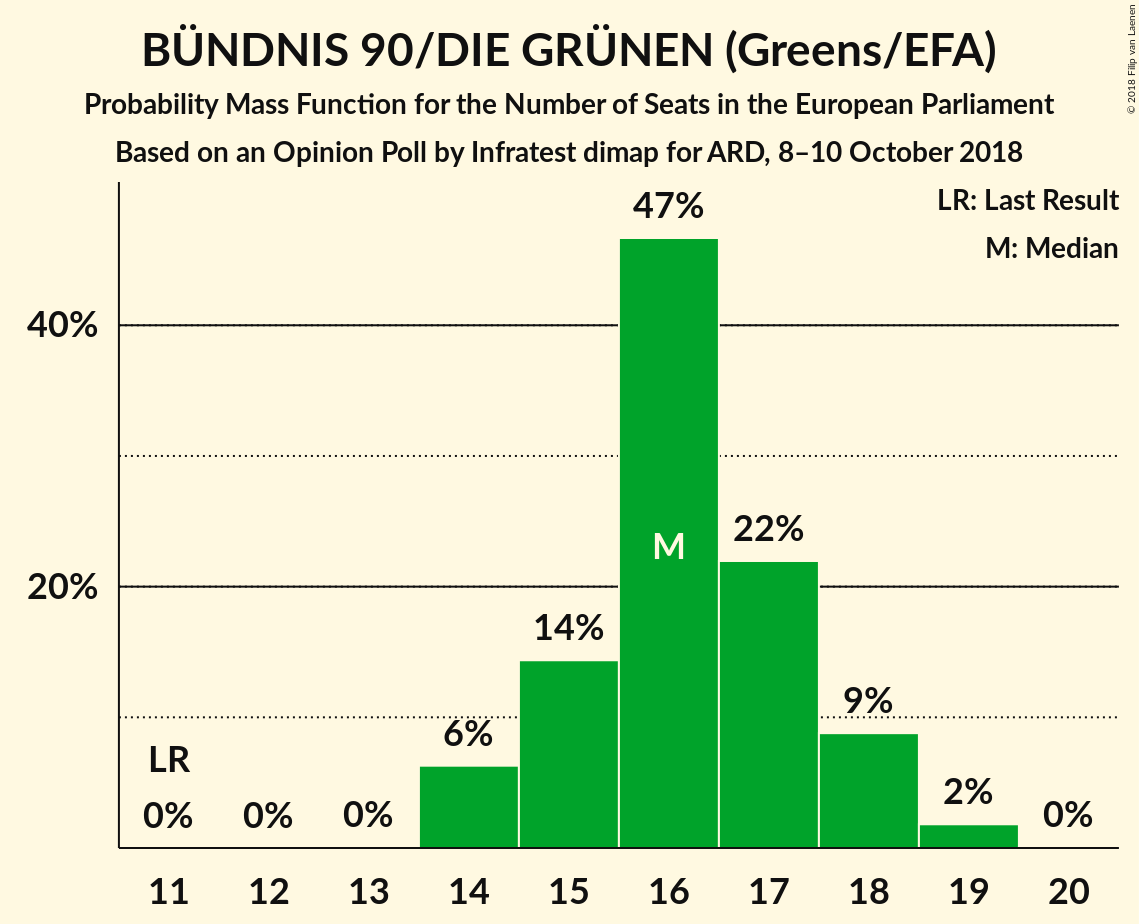 BÜNDNIS 90/DIE GRÜNEN (Greens/EFA)
Probability Mass Function for the Number of Seats in the European Parliament
Based on an Opinion Poll by Infratest dimap for ARD, 8–10 October 2018
© 2018 Filip van Laenen
LR: Last Result
M: Median
47%
40%
M
22%
20%
14%
9%
6%
LR
2%
0% 0% 0% 0%
11 12 13 14 15 16 17 18 19 20